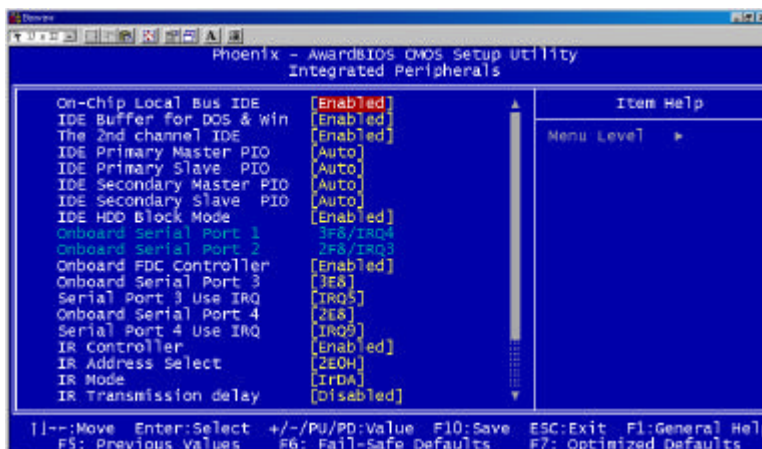 Phoenix - AwardBIOS CMOS Setup Utility
Integrated Peripherals
On-Chip Local Bus IDE [Enabled]
IDE Buffer for DOS & Win [Enabled]
The 2nd channel IDE [Enabled]
IDE Primary Master PIO [Auto]
IDE Primary Slave PIO [Auto]
IDE Secondary Master PIO [Auto]
IDE Secondary Slave PIO [Auto]
IDE HDD Block Mode [Enabled]
Onboard Serial Port 1 3F8/IRQ4
Onboard Serial Port 2 2F8/IRQ3
Onboard FDC Controller [Enabled]
Onboard Serial Port 3 [3E8]
Serial Port 3 Use IRQ [IRQ5]
Onboard Serial Port 4 [2E8]
Serial Port 4 Use IRQ [IRQ9]
IR Controller [Enabled]
IR Address Select [2E0H]
IR Mode [IrDA]
IR Transmission delay [Disabled]
Item Help
Menu Level ►
↑↓←→:Move Enter:Select +/-/PU/PD:Value F10:Save ESC:Exit F1:General Hel
F5: Previous Values F6: Fail-Safe Defaults F7: Optimized Defaults